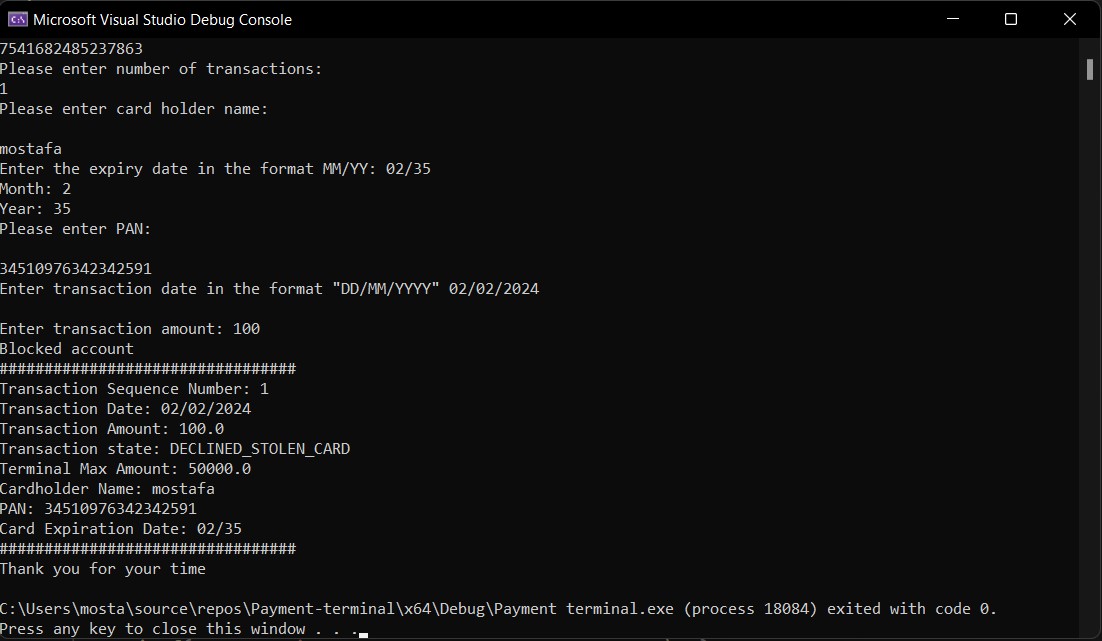 Microsoft Visual Studio Debug Console
7541682485237863
Please enter number of transactions:
1
Please enter card holder name:
mostafa
Enter the expiry date in the format MM/YY: 02/35
Month: 2
Year: 35
Please enter PAN:
34510976342342591
Enter transaction date in the format "DD/MM/YYYY" 02/02/2024
Enter transaction amount: 100
Blocked account
#################################
Transaction Sequence Number: 1
Transaction Date: 02/02/2024
Transaction Amount: 100.0
Transaction state: DECLINED_STOLEN_CARD
Terminal Max Amount: 50000.0
Cardholder Name: mostafa
PAN: 34510976342342591
Card Expiration Date: 02/35
#################################
Thank you for your time
C:\Users\mosta\source\repos\Payment-terminal\x64\Debug\Payment terminal.exe (process 18084) exited with code 0.
Press any key to close this window . . .